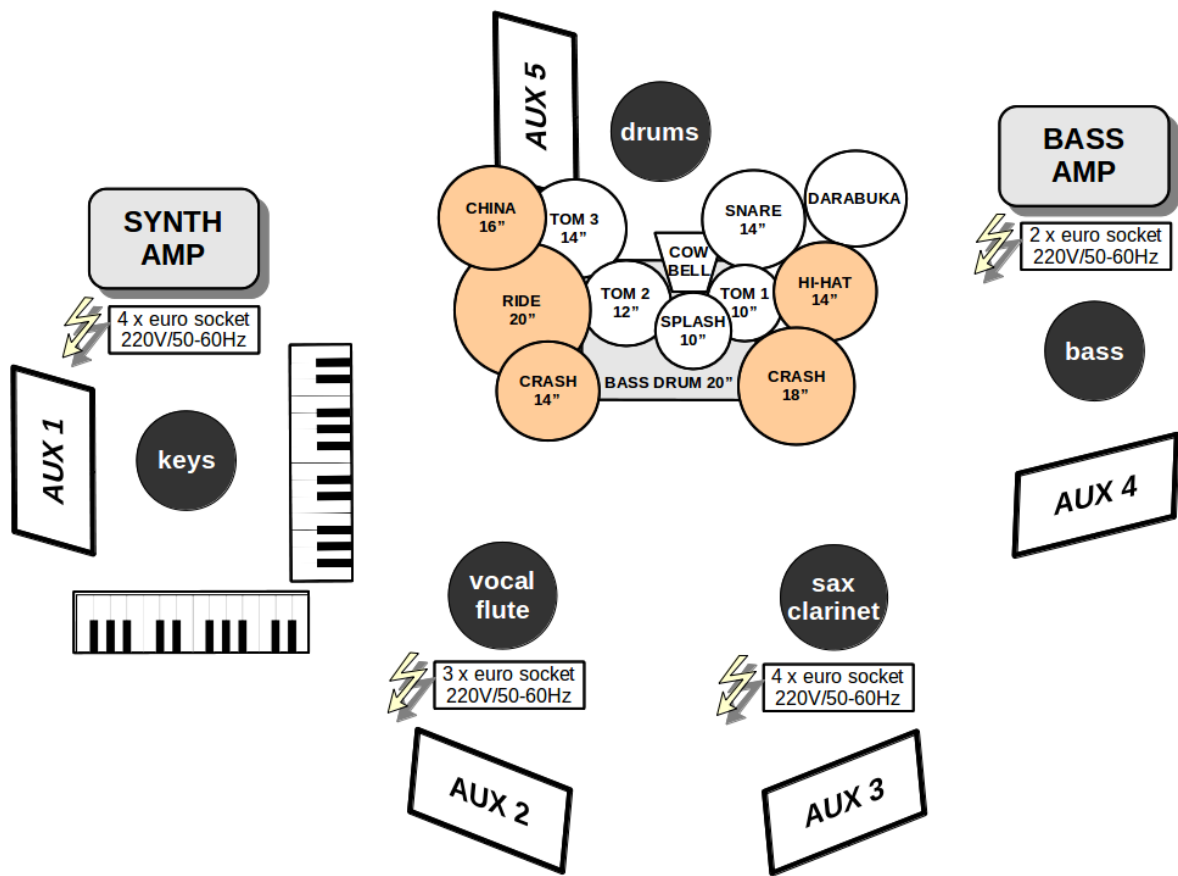 AUX 5
drums
BASS
AMP
2 x euro socket
220V/50-60Hz
SYNTH
AMP
4 x euro socket
220V/50-60Hz
CHINA
16”
TOM 3
14”
SNARE
14”
DARABUKA
COW
BELL
RIDE
20”
TOM 2
12”
TOM 1
10”
HI-HAT
14”
SPLASH
10”
CRASH
14”
BASS DRUM 20”
CRASH
18”
bass
AUX 1
keys
AUX 4
vocal
flute
3 x euro socket
220V/50-60Hz
sax
clarinet
4 x euro socket
220V/50-60Hz
AUX 2
AUX 3